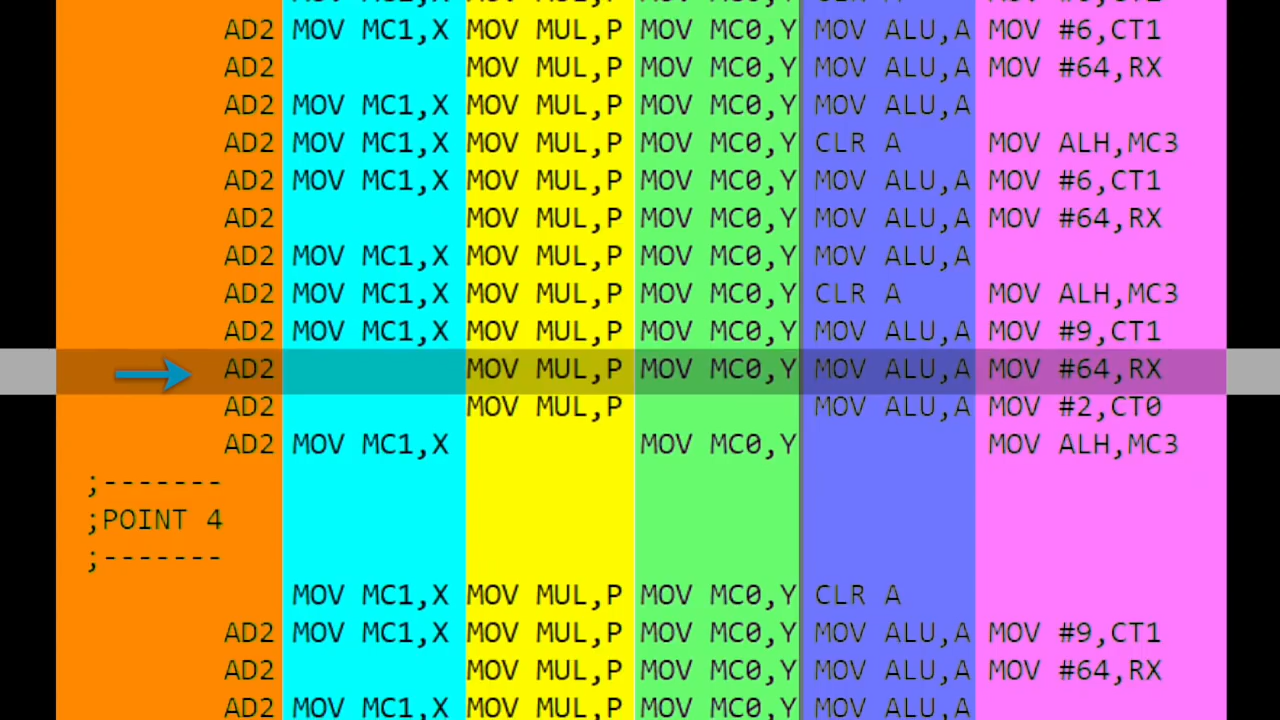 AD2 MOV MC1,X MOV MUL,P MOV MC0,Y MOV ALU,A MOV #6,CT1
AD2 MOV MUL,P MOV MC0,Y MOV ALU,A MOV #64,RX
AD2 MOV MC1,X MOV MUL,P MOV MC0,Y MOV ALU,A
AD2 MOV MC1,X MOV MUL,P MOV MC0,Y CLR A MOV ALH,MC3
AD2 MOV MC1,X MOV MUL,P MOV MC0,Y MOV ALU,A MOV #6,CT1
AD2 MOV MUL,P MOV MC0,Y MOV ALU,A MOV #64,RX
AD2 MOV MC1,X MOV MUL,P MOV MC0,Y MOV ALU,A
AD2 MOV MC1,X MOV MUL,P MOV MC0,Y CLR A MOV ALH,MC3
AD2 MOV MC1,X MOV MUL,P MOV MC0,Y MOV ALU,A MOV #9,CT1
AD2 MOV MUL,P MOV MC0,Y MOV ALU,A MOV #64,RX
AD2 MOV MUL,P MOV ALU,A MOV #2,CT0
AD2 MOV MC1,X MOV MC0,Y MOV ALH,MC3
;-------
;POINT 4
;-------
MOV MC1,X MOV MUL,P MOV MC0,Y CLR A
AD2 MOV MC1,X MOV MUL,P MOV MC0,Y MOV ALU,A MOV #9,CT1
AD2 MOV MUL,P MOV MC0,Y MOV ALU,A MOV #64,RX
AD2 MOV MC1,X MOV MUL,P MOV MC0,Y MOV ALU,A